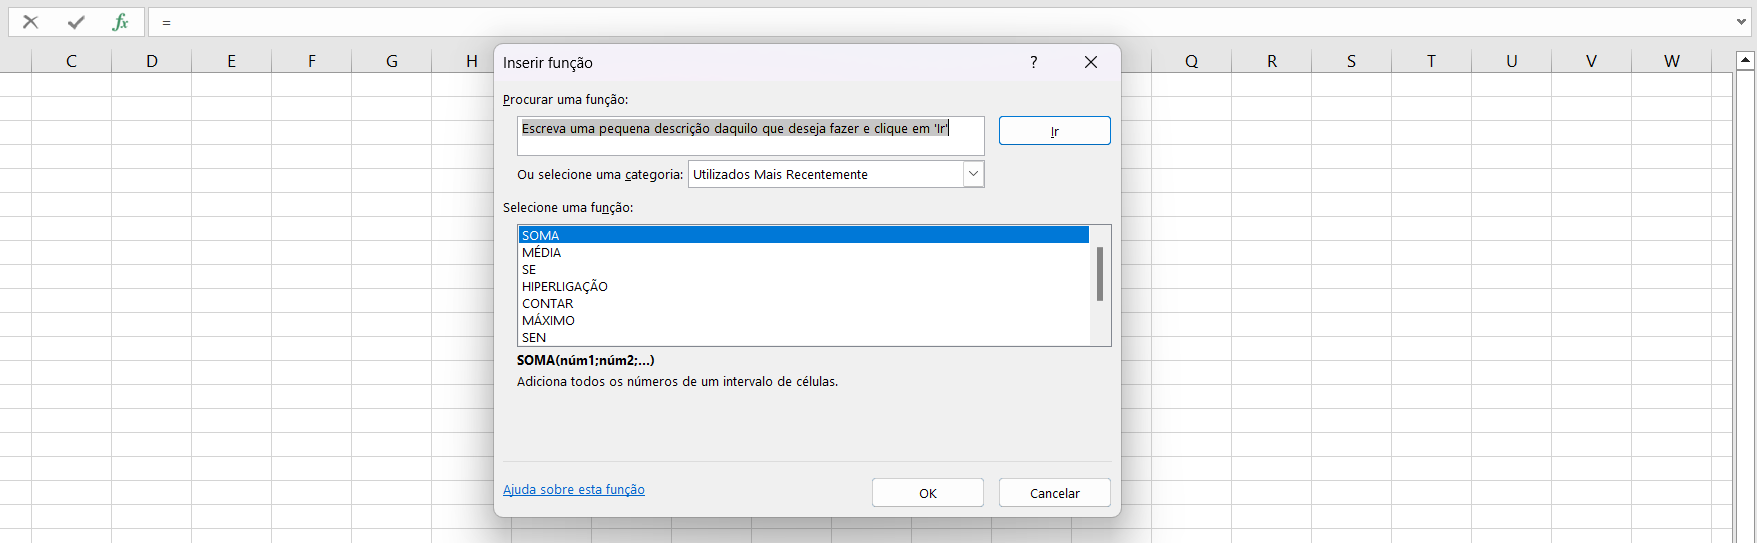 fx =
C D E F G H Q R S T U V W
Inserir função ?
Procurar uma função:
Escreva uma pequena descrição daquilo que deseja fazer e clique em 'Ir'
Ir
Ou selecione uma categoria: Utilizados Mais Recentemente
Selecione uma função:
SOMA
MÉDIA
SE
HIPERLIGAÇÃO
CONTAR
MÁXIMO
SEN
SOMA(núm1;núm2;...)
Adiciona todos os números de um intervalo de células.
Ajuda sobre esta função
OK Cancelar